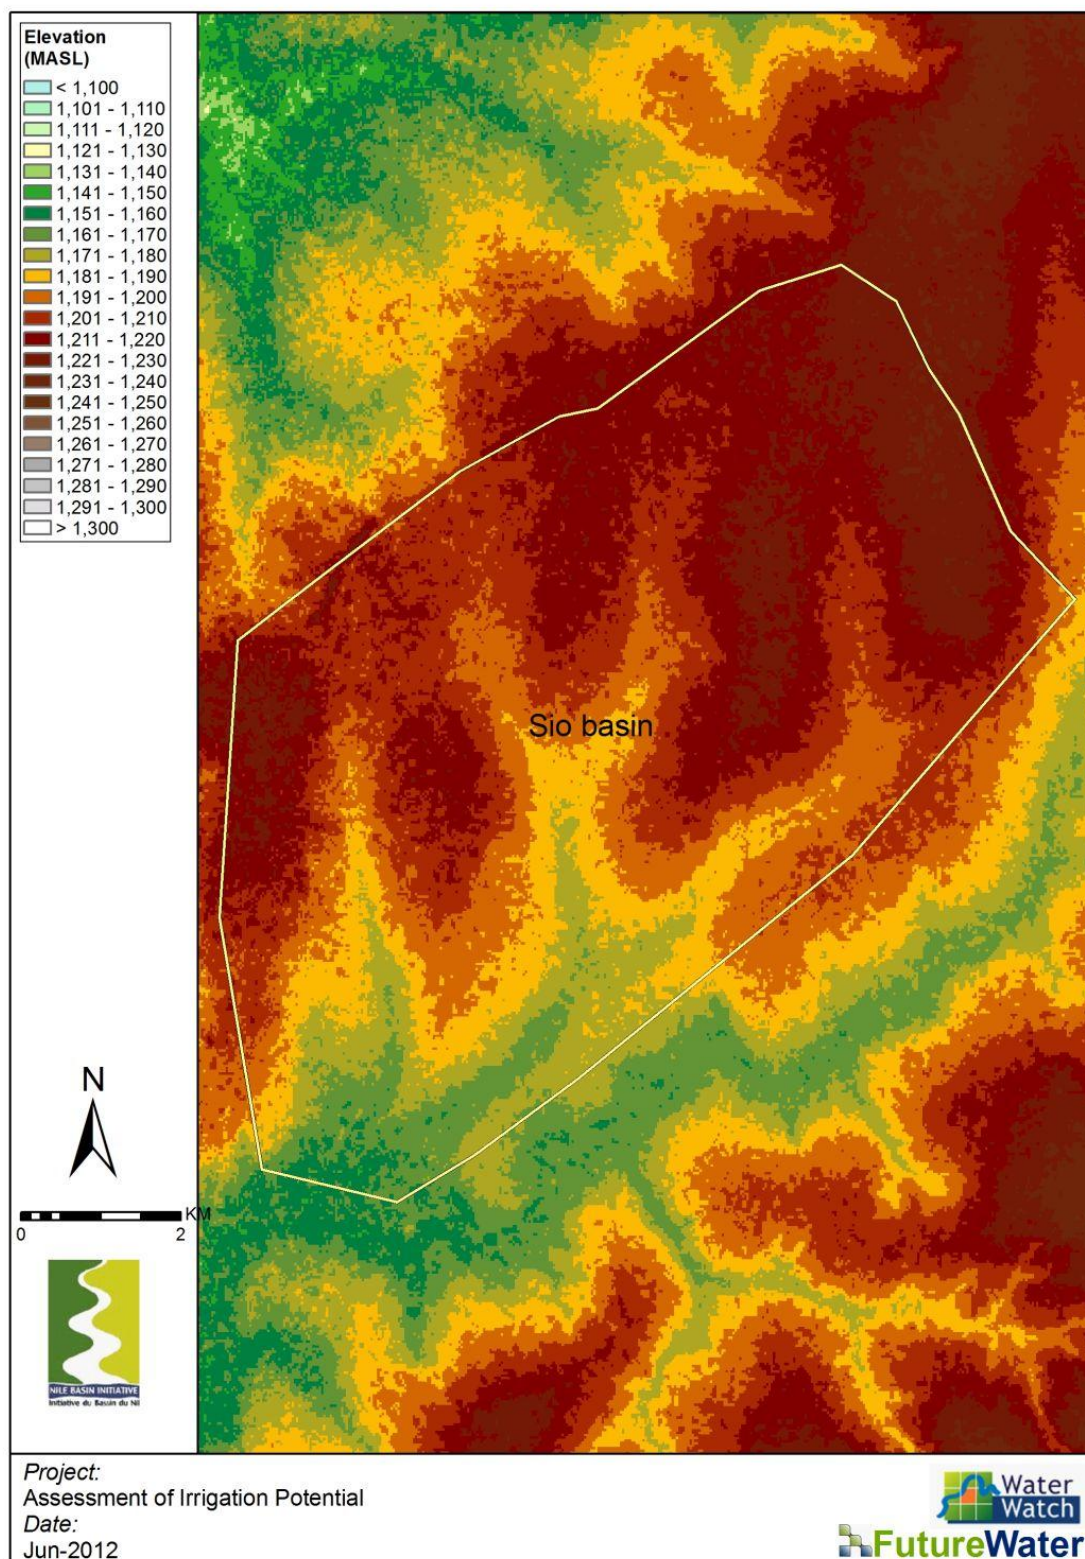 Elevation
(MASL)
< 1,100
1,101 - 1,110
1,111 - 1,120
1,121 - 1,130
1,131 - 1,140
1,141 - 1,150
1,151 - 1,160
1,161 - 1,170
1,171 - 1,180
1,181 - 1,190
1,191 - 1,200
1,201 - 1,210
1,211 - 1,220
1,221 - 1,230
1,231 - 1,240
1,241 - 1,250
1,251 - 1,260
1,261 - 1,270
1,271 - 1,280
1,281 - 1,290
1,291 - 1,300
> 1,300
Sio basin
N
KM
0 2
NILE BASIN INITIATIVE
Initiative du Bassin du Nil
Project:
Assessment of Irrigation Potential
Date:
Jun-2012
Water
Watch
FutureWater